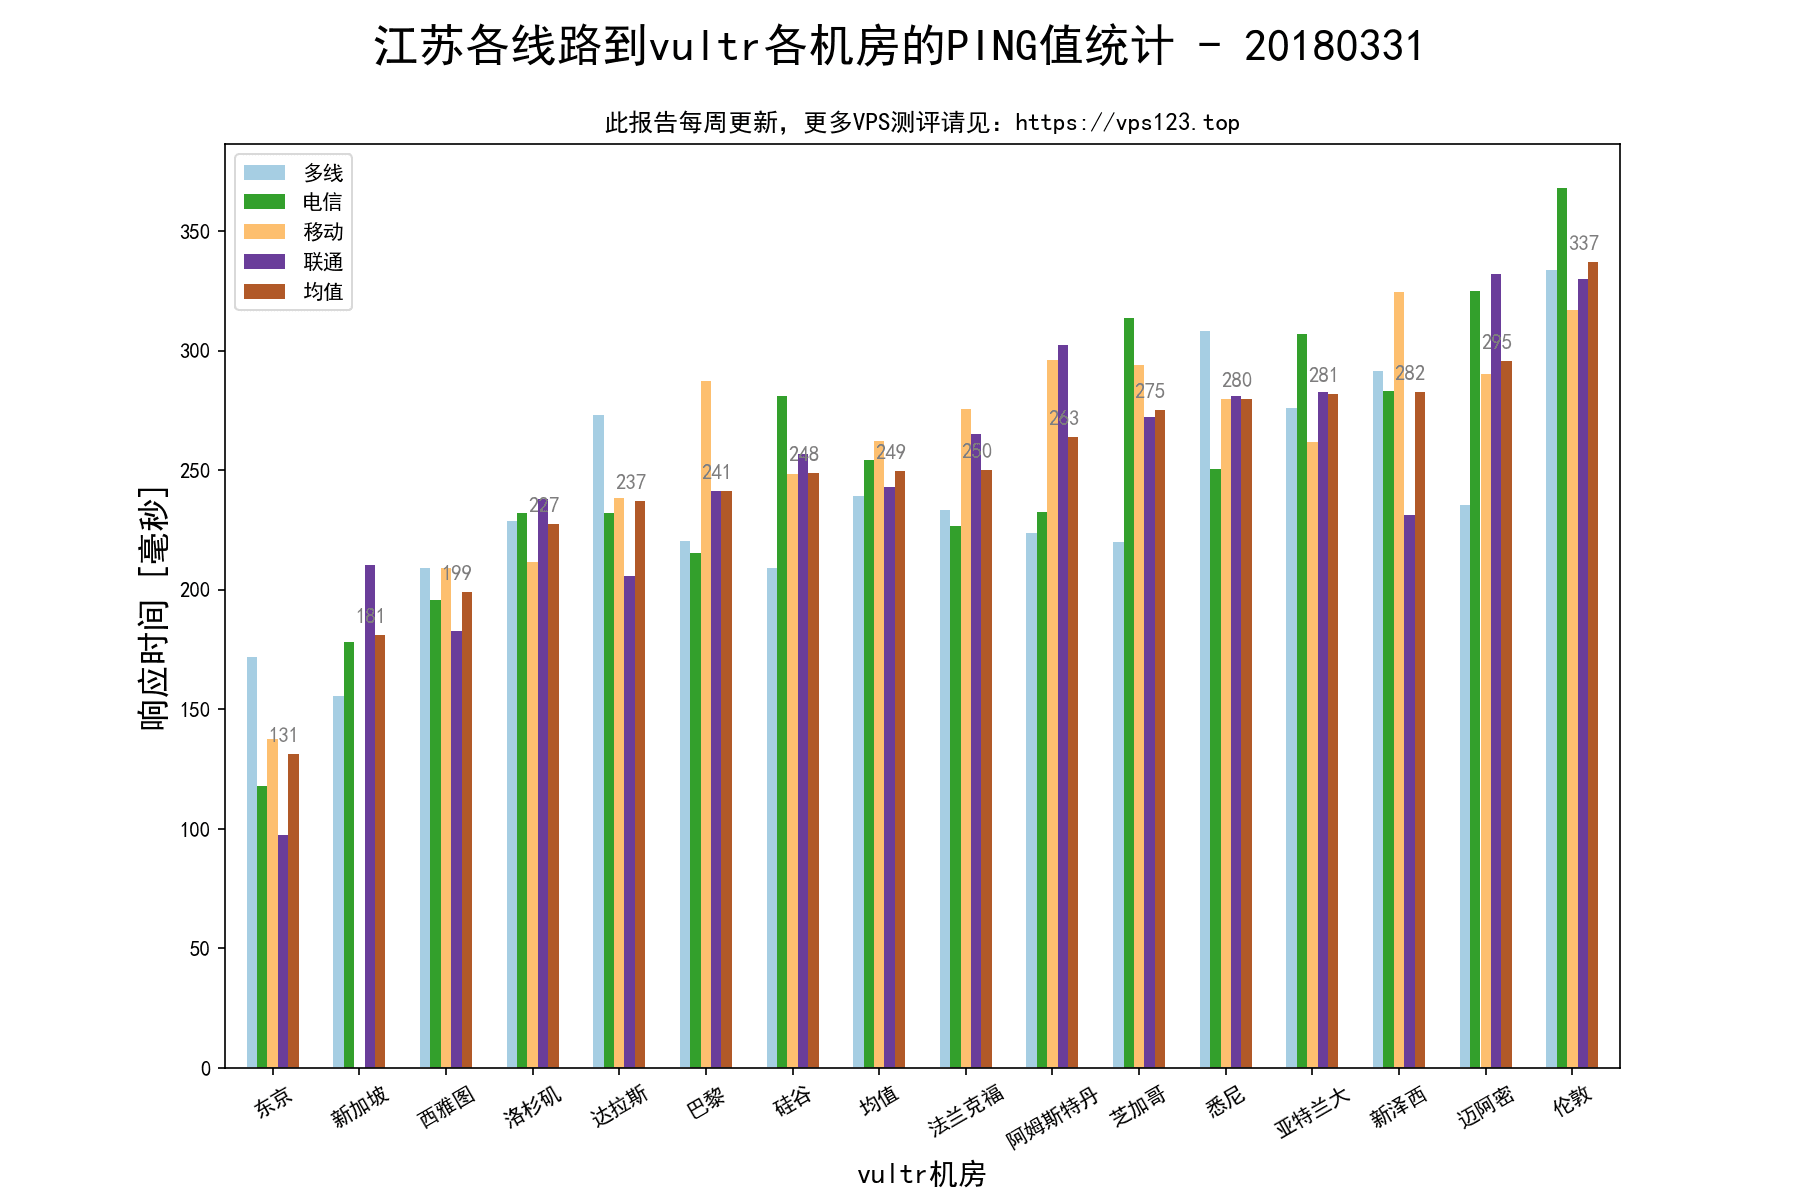 江苏各线路到vultr各机房的PING值统计 - 20180331
此报告每周更新，更多VPS测评请见：https://vps123.top
多线
电信
移动
联通
均值
响应时间 [毫秒]
350
300
250
200
150
100
50
0
131
181
199
227
237
241
248
249
250
263
275
280
281
282
295
337
东京
新加坡
西雅图
洛杉矶
达拉斯
巴黎
硅谷
均值
法兰克福
阿姆斯特丹
芝加哥
悉尼
亚特兰大
新泽西
迈阿密
伦敦
vultr机房